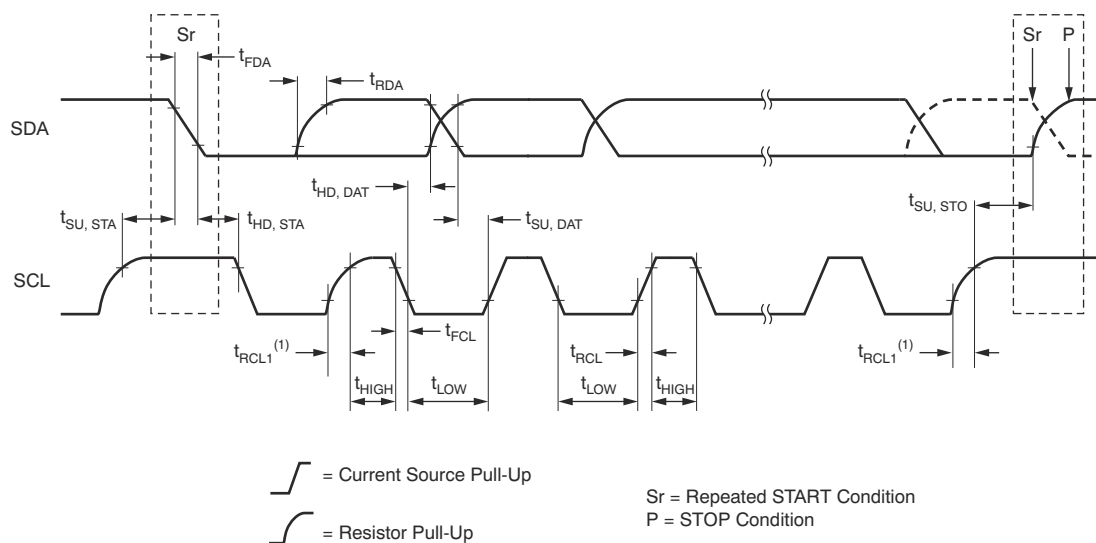 Sr
Sr P
tFDA
tRDA
SDA
tHD, DAT
tSU, STA
tHD, STA
tSU, DAT
tSU, STO
SCL
tFCL
tRCL1(1)
tRCL
tRCL1(1)
tHIGH
tLOW
tLOW
tHIGH
= Current Source Pull-Up
= Resistor Pull-Up
Sr = Repeated START Condition
P = STOP Condition